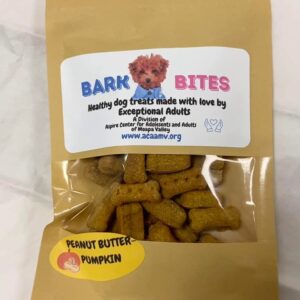 BARK BITES
Healthy dog treats made with love by
Exceptional Adults
A Division of
Aspire Center for Adolescents and Adults
of Moapa Valley
www.acaamv.org
PEANUT BUTTER
PUMPKIN